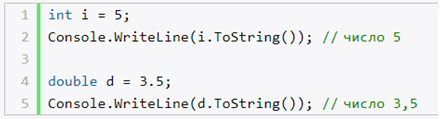 1 int i = 5;
2 Console.WriteLine(i.ToString()); // число 5
3
4 double d = 3.5;
5 Console.WriteLine(d.ToString()); // число 3,5